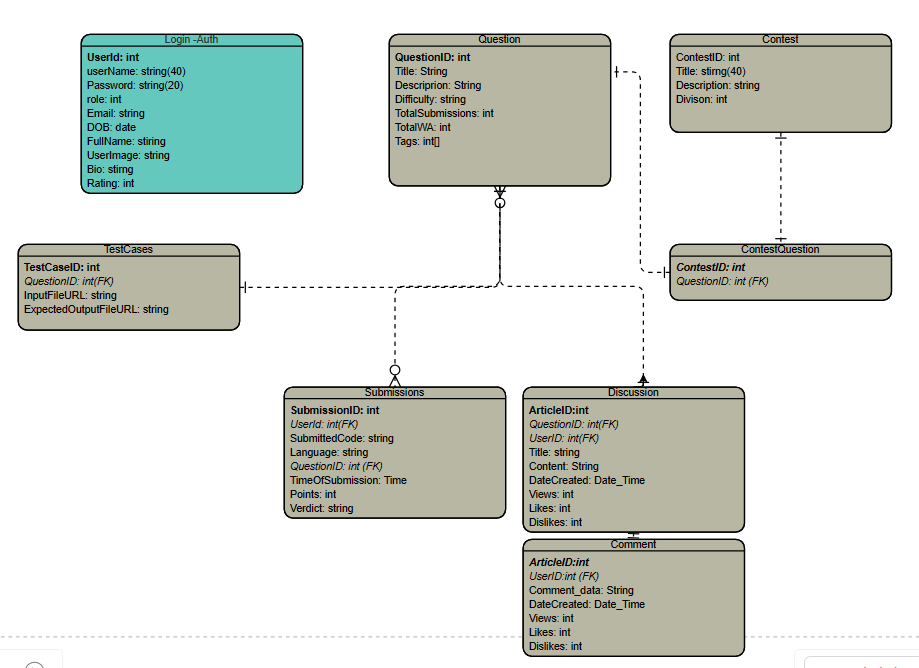 Login -Auth
UserId: int
userName: string(40)
Password: string(20)
role: int
Email: string
DOB: date
FullName: stiring
UserImage: string
Bio: stirng
Rating: int
Question
QuestionID: int
Title: String
Descriprion: String
Difficulty: string
TotalSubmissions: int
TotalWA: int
Tags: int[]
Contest
ContestID: int
Title: stirng(40)
Description: string
Divison: int
TestCases
TestCaseID: int
QuestionID: int(FK)
InputFileURL: string
ExpectedOutputFileURL: string
ContestQuestion
ContestID: int
QuestionID: int (FK)
Submissions
SubmissionID: int
UserId: int(FK)
SubmittedCode: string
Language: string
QuestionID: int (FK)
TimeOfSubmission: Time
Points: int
Verdict: string
Discussion
ArticleID:int
QuestionID: int(FK)
UserID: int(FK)
Title: string
Content: String
DateCreated: Date_Time
Views: int
Likes: int
Dislikes: int
Comment
ArticleID:int
UserID:int (FK)
Comment_data: String
DateCreated: Date_Time
Views: int
Likes: int
Dislikes: int